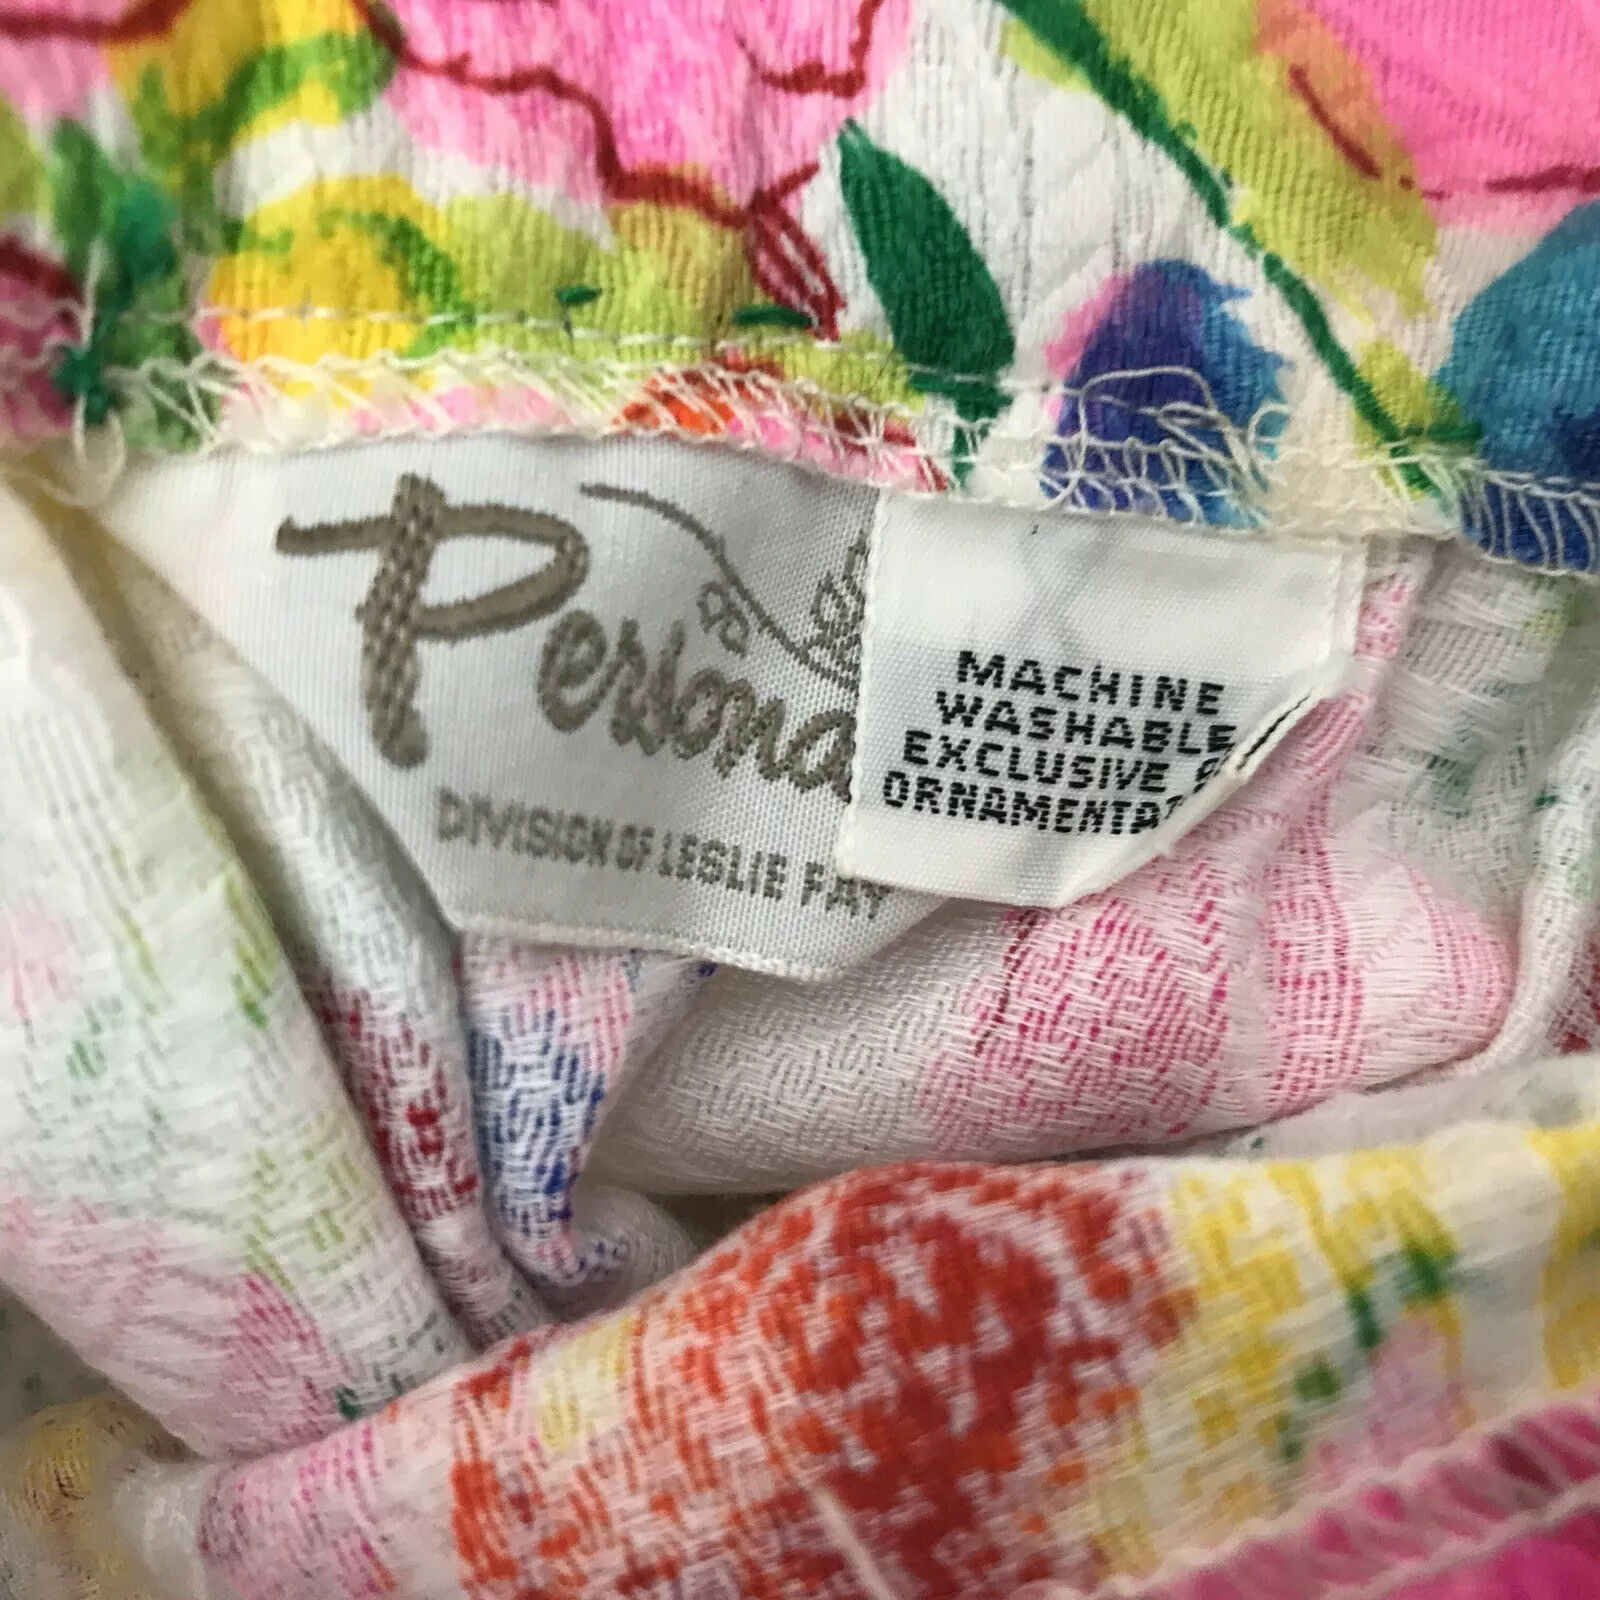 Persona
DIVISION OF LESLIE FAY
MACHINE
WASHABLE
EXCLUSIVE
ORNAMENTAT